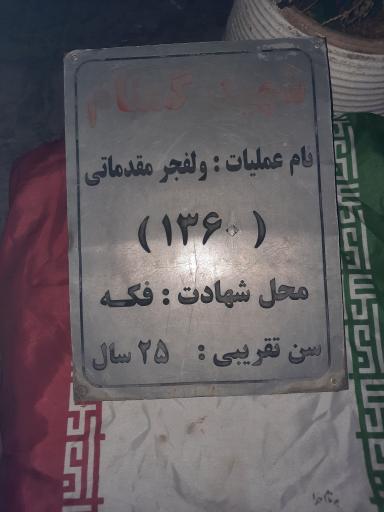 شهید گمنام
نام عملیات : ولفجر مقدماتی
(۱۳۶۰)
محل شهادت : فکه
سن تقریبی : ۲۵ سال